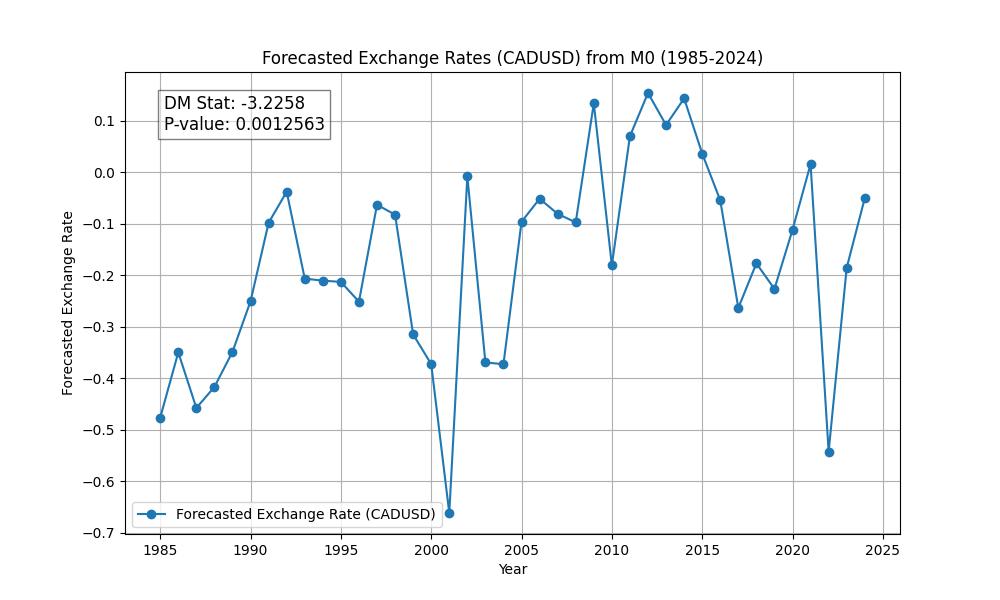 Forecasted Exchange Rates (CADUSD) from M0 (1985-2024)
DM Stat: -3.2258
P-value: 0.0012563
Forecasted Exchange Rate
0.1
0.0
−0.1
−0.2
−0.3
−0.4
−0.5
−0.6
−0.7
Forecasted Exchange Rate (CADUSD)
1985 1990 1995 2000 2005 2010 2015 2020 2025
Year